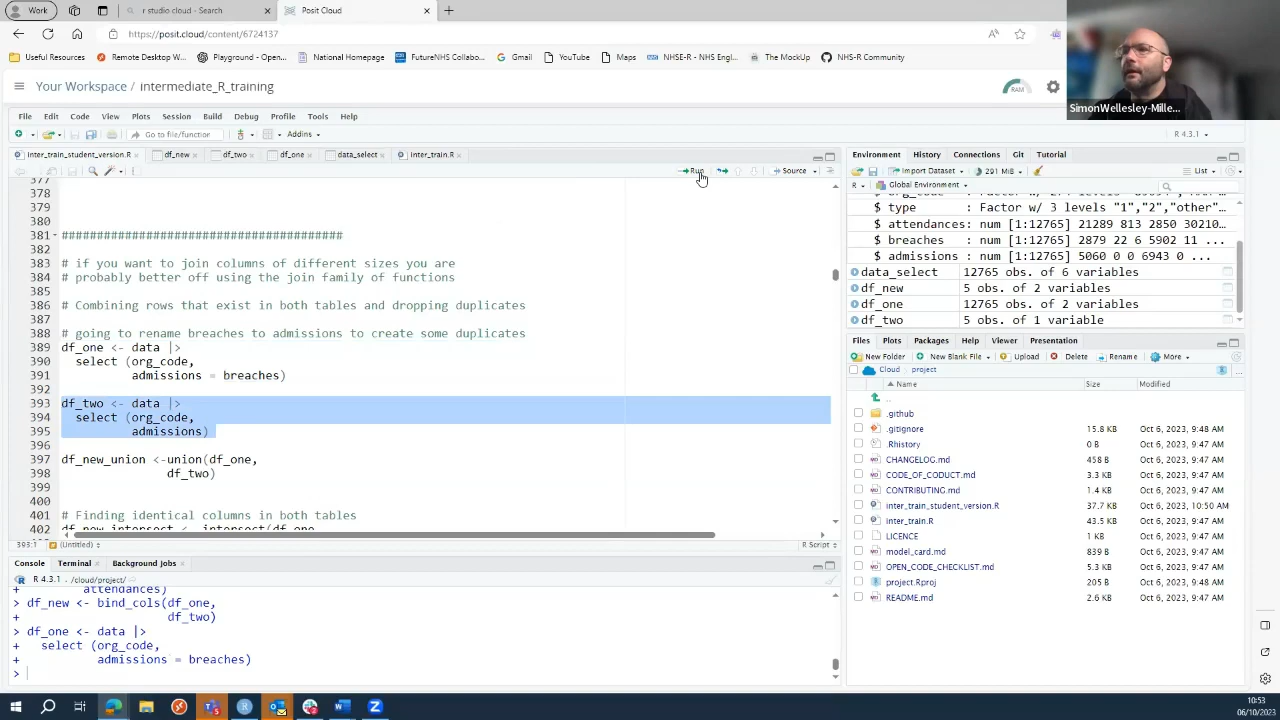 Work
r studio cloud - Search
Posit Cloud
https://posit.cloud/content/6724137
Useful Resources
Remote Desktop W...
Playground - Open...
National Homepage
FutureNHS Collabo...
Gmail
YouTube
Maps
NHSE-R - NHS Engl...
The MockUp
NHS-R Community
Your Workspace / intermediate_R_training
RAM
SimonWellesley-Mille...
File Edit Code View Plots Session Build Debug Profile Tools Help
Go to file/function
Addins
R 4.3.1
inter_train_student_version.R
df_new
df_two
df_one
data_select
inter_train.R
Run
Source
377
378
379
380
381 ########################################
382
383 # if you want to join columns of different sizes you are
384 # probably better off using the join family of functions
385
386 # Combining rows that exist in both tables and dropping duplicates
387
388 # going to rename breaches to admissions to create some duplicates
389 df_one <- data |>
390 select (org_code,
391 admissions = breaches)
392
393 df_two <- data |>
394 select (org_code,
395 admissions)
396
397 df_new_union <-union(df_one,
398 df_two)
399
400
401 # Finding identical columns in both tables
402 df_new_intersect <- intersect(df_one
393:1 (Untitled) R Script
Console Terminal Background Jobs
R 4.3.1 . /cloud/project/
+ attendances)
> df_new <- bind_cols(df_one,
+ df_two)
> df_one <- data |>
+ select (org_code,
+ admissions = breaches)
>
Environment History Connections Git Tutorial
Import Dataset
291 MiB
List
R
Global Environment
$ type : Factor w/ 3 levels "1","2","other"...
$ attendances: num [1:12765] 21289 813 2850 30210...
$ breaches : num [1:12765] 2879 22 6 5902 11 ...
$ admissions : num [1:12765] 5060 0 0 6943 0 ...
data_select 12765 obs. of 6 variables
df_new 5 obs. of 2 variables
df_one 12765 obs. of 2 variables
df_two 5 obs. of 1 variable
Files Plots Packages Help Viewer Presentation
New Folder New Blank File Upload Delete Rename More
Cloud project
Name Size Modified
..
.github
.gitignore 15.8 KB Oct 6, 2023, 9:48 AM
.Rhistory 0 B Oct 6, 2023, 9:47 AM
CHANGELOG.md 458 B Oct 6, 2023, 9:47 AM
CODE_OF_CODUCT.md 3.3 KB Oct 6, 2023, 9:47 AM
CONTRIBUTING.md 1.4 KB Oct 6, 2023, 9:47 AM
inter_train_student_version.R 37.7 KB Oct 6, 2023, 10:50 AM
inter_train.R 43.5 KB Oct 6, 2023, 9:47 AM
LICENCE 1 KB Oct 6, 2023, 9:47 AM
model_card.md 839 B Oct 6, 2023, 9:47 AM
OPEN_CODE_CHECKLIST.md 5.3 KB Oct 6, 2023, 9:47 AM
project.Rproj 205 B Oct 6, 2023, 9:48 AM
README.md 2.6 KB Oct 6, 2023, 9:47 AM
10:53
06/10/2023